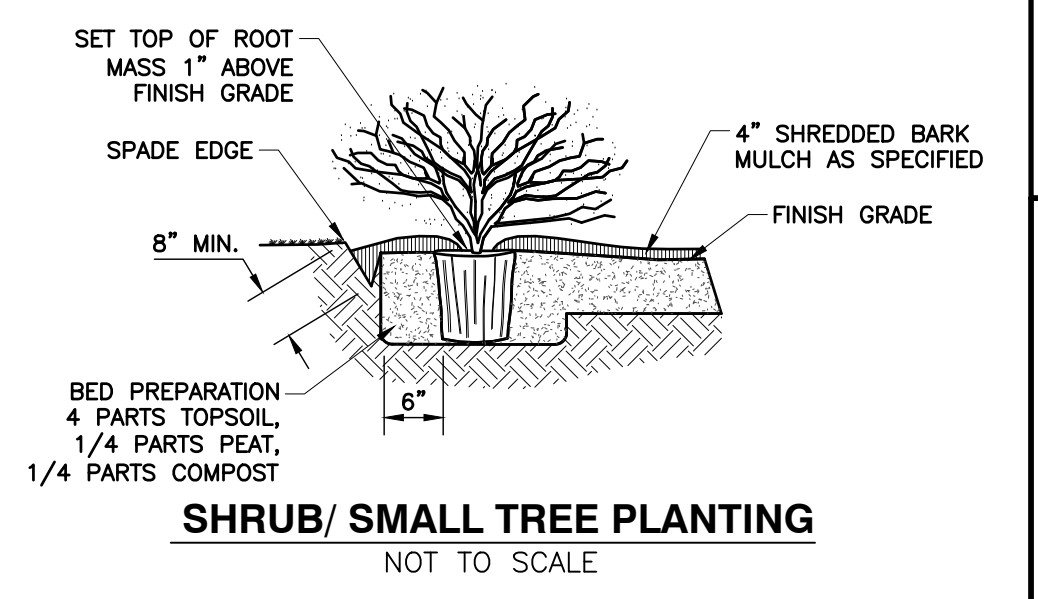 SET TOP OF ROOT
MASS 1" ABOVE
FINISH GRADE
SPADE EDGE
8" MIN.
4" SHREDDED BARK
MULCH AS SPECIFIED
FINISH GRADE
BED PREPARATION
4 PARTS TOPSOIL,
1/4 PARTS PEAT,
1/4 PARTS COMPOST
6"
SHRUB/ SMALL TREE PLANTING
NOT TO SCALE